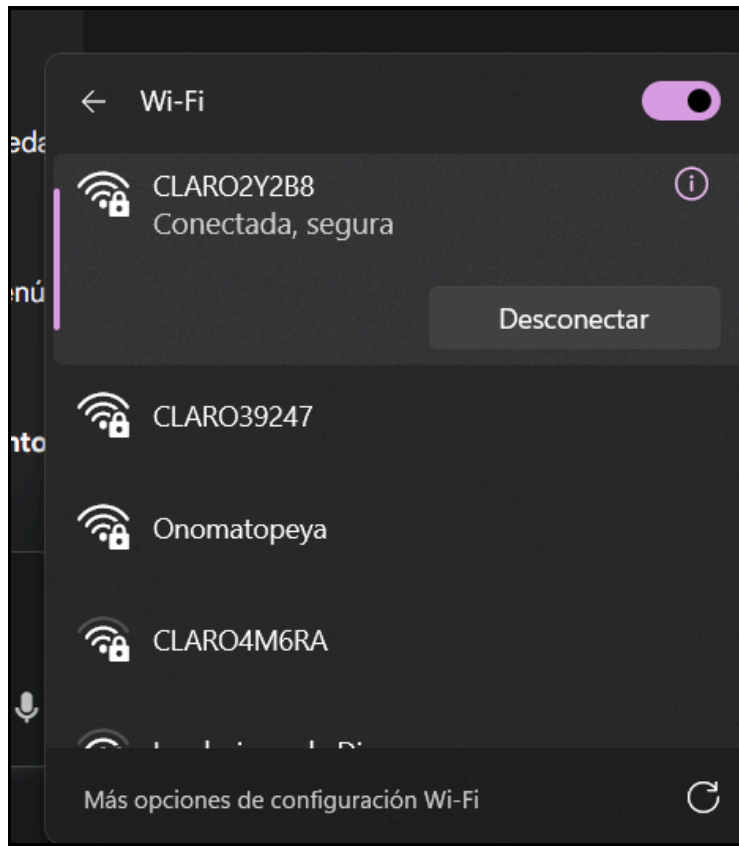 Wi-Fi
CLARO2Y2B8
Conectada, segura
Desconectar
CLARO39247
Onomatopeya
CLARO4M6RA
Más opciones de configuración Wi-Fi